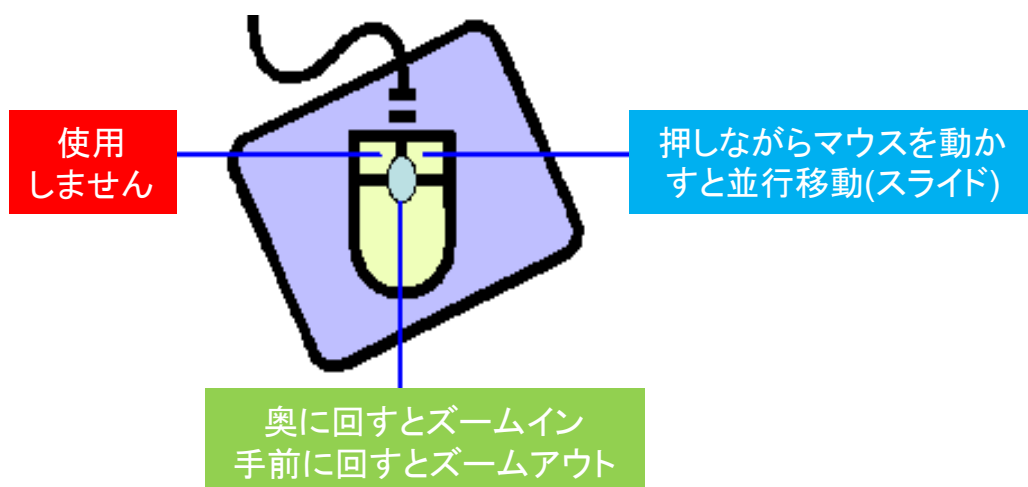 使用
しません
押しながらマウスを動か
すと並行移動(スライド)
奥に回すとズームイン
手前に回すとズームアウト